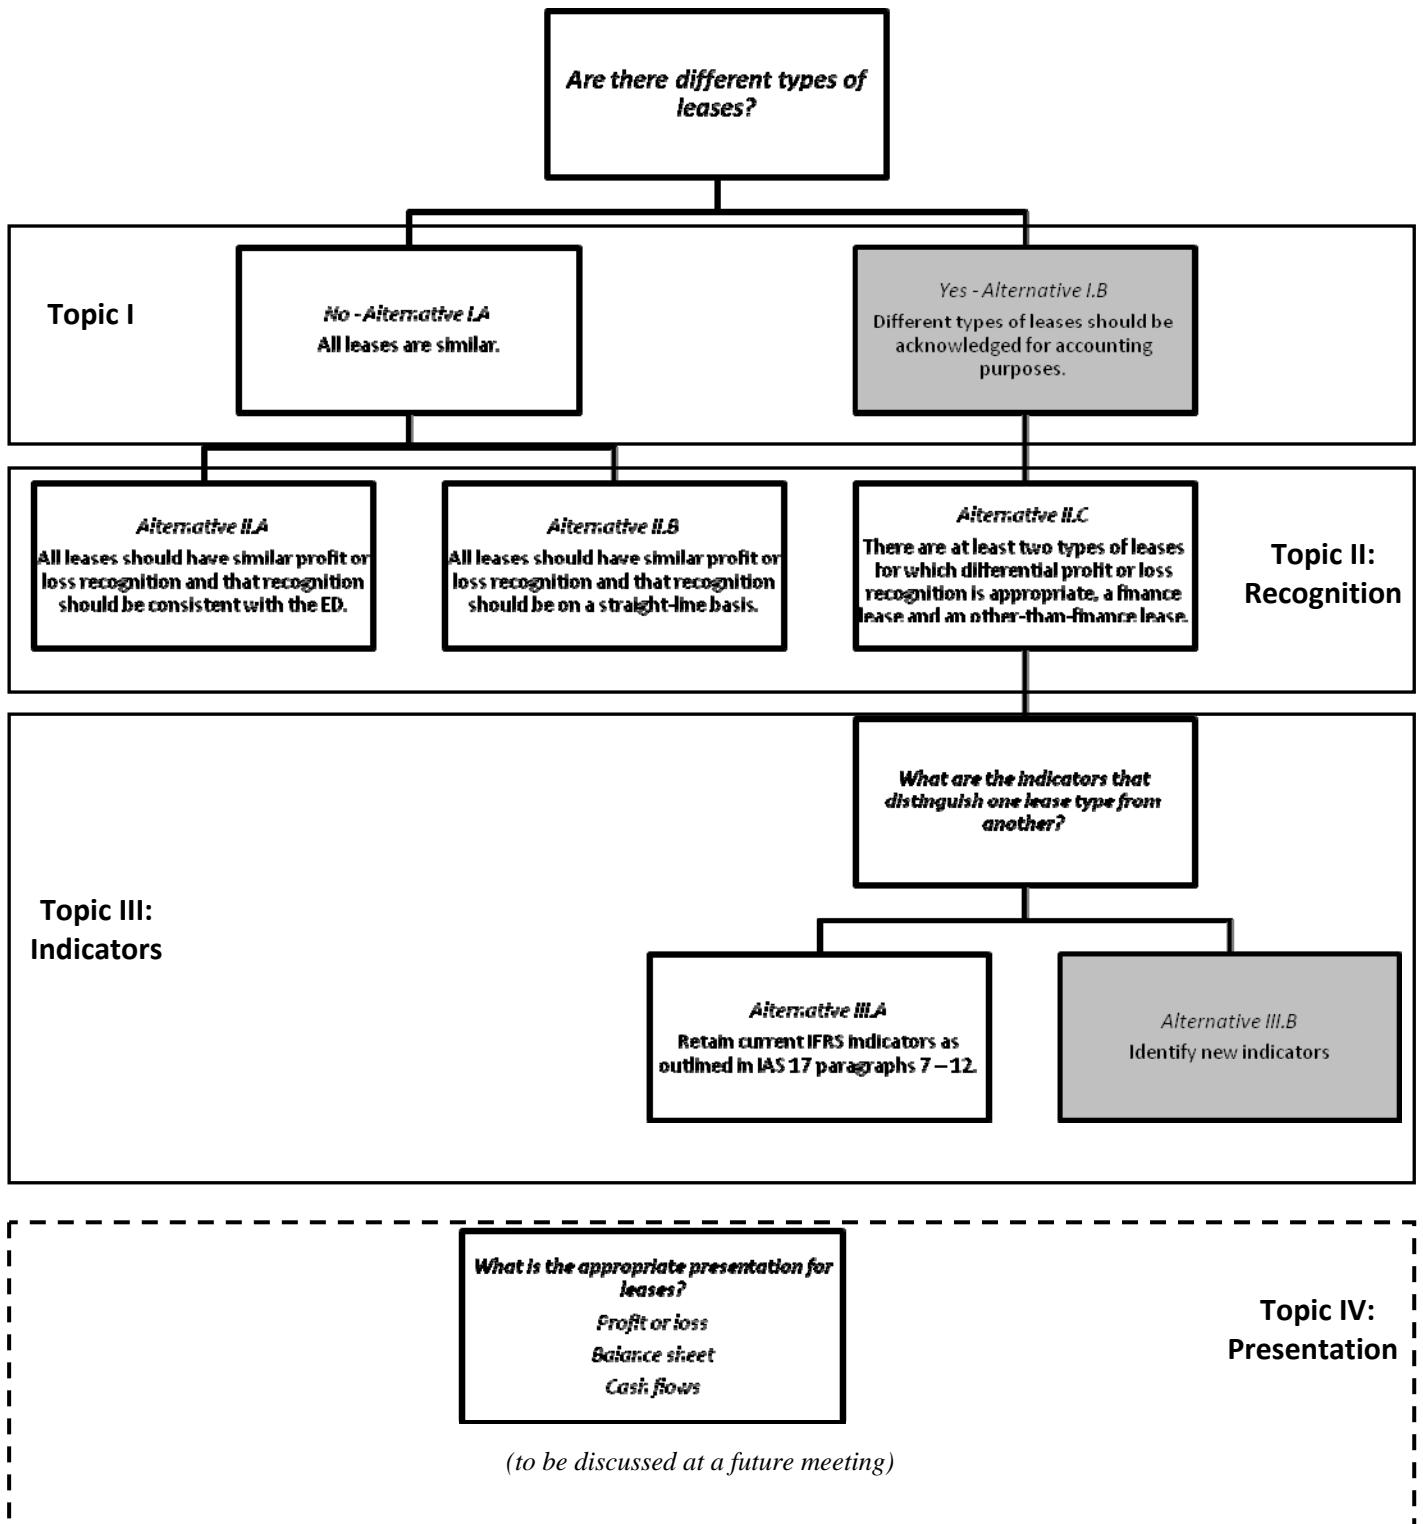 Are there different types of
leases?
Topic I
No - Alternative I.A
All leases are similar.
Yes - Alternative I.B
Different types of leases should be
acknowledged for accounting
purposes.
Alternative II.A
All leases should have similar profit or
loss recognition and that recognition
should be consistent with the ED.
Alternative II.B
All leases should have similar profit or
loss recognition and that recognition
should be on a straight-line basis.
Alternative II.C
There are at least two types of leases
for which differential profit or loss
recognition is appropriate, a finance
lease and an other-than-finance lease.
Topic II:
Recognition
What are the indicators that
distinguish one lease type from
another?
Topic III:
Indicators
Alternative III.A
Retain current IFRS indicators as
outlined in IAS 17 paragraphs 7 – 12.
Alternative III.B
Identify new indicators
What is the appropriate presentation for
leases?
Profit or loss
Balance sheet
Cash flows
Topic IV:
Presentation
(to be discussed at a future meeting)